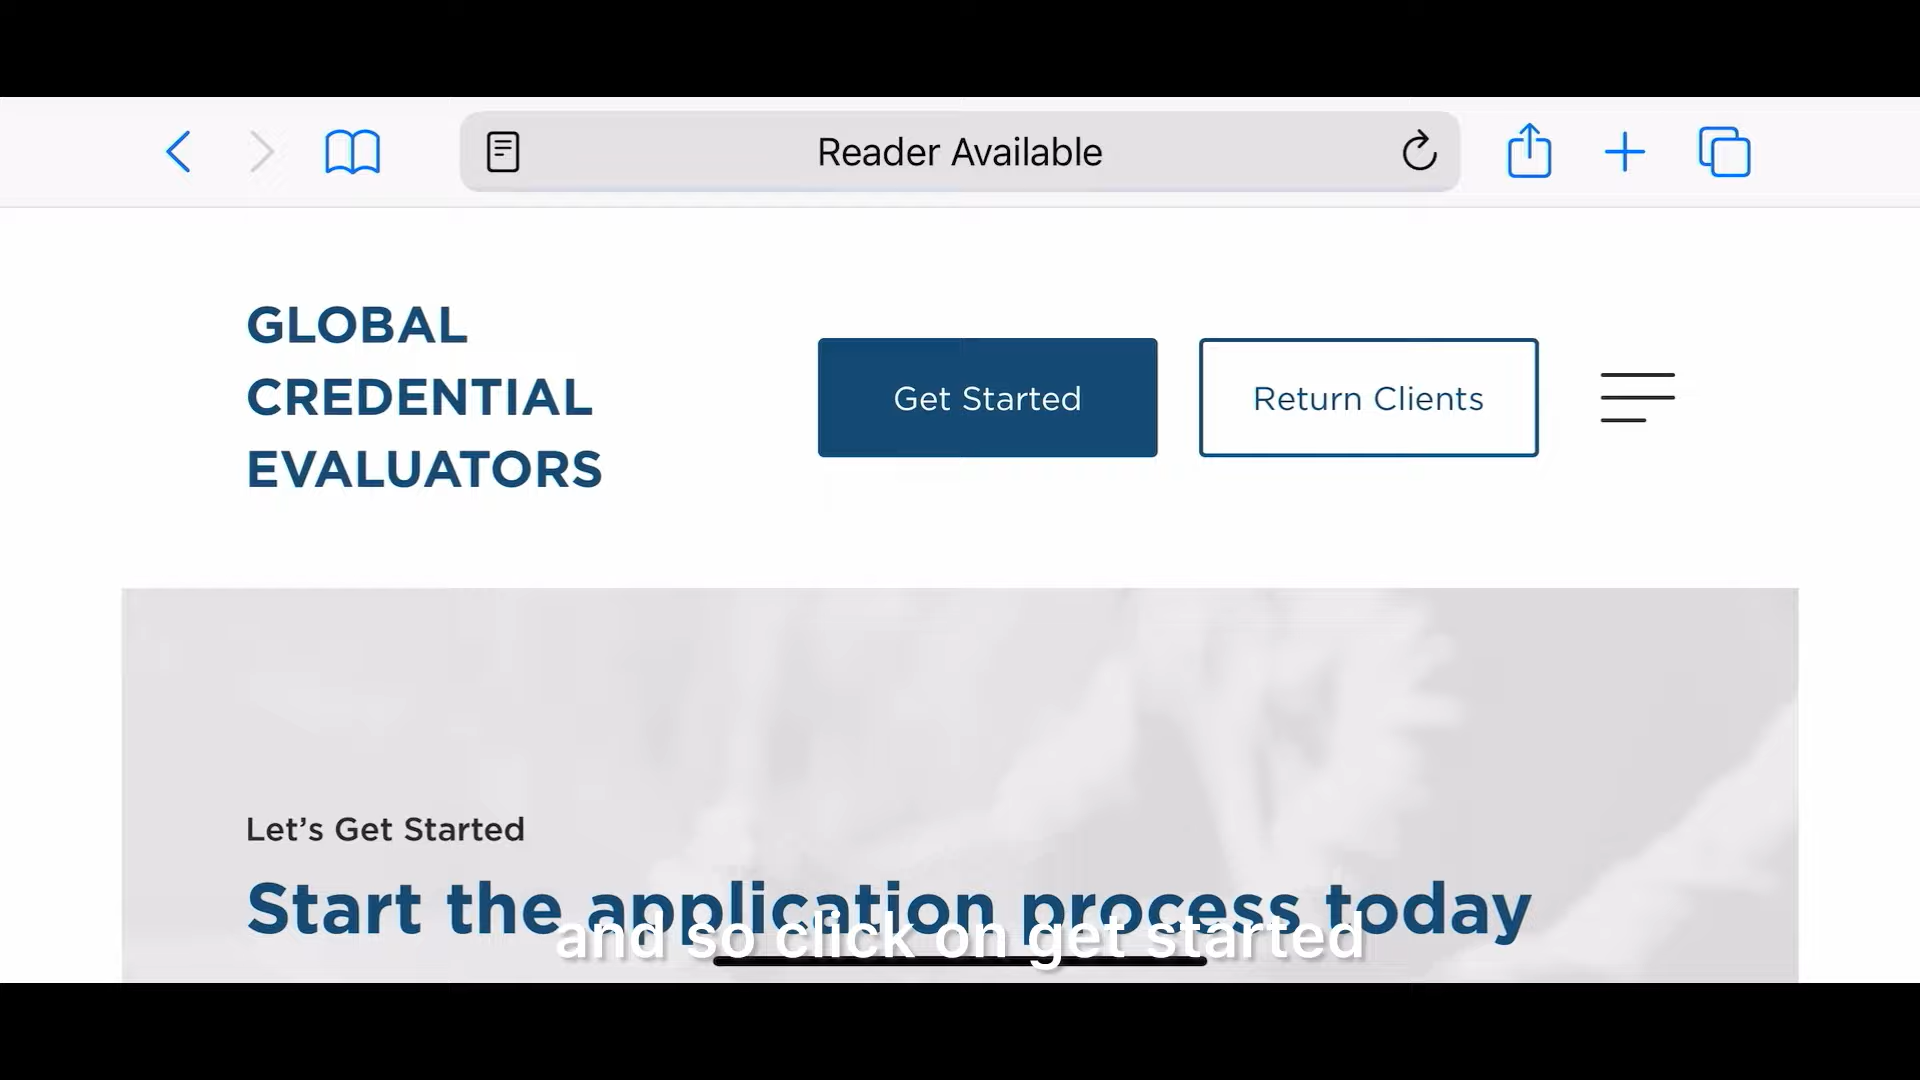 Reader Available
GLOBAL
CREDENTIAL
EVALUATORS
Get Started
Return Clients
Let’s Get Started
Start the application process today
and so click on get started